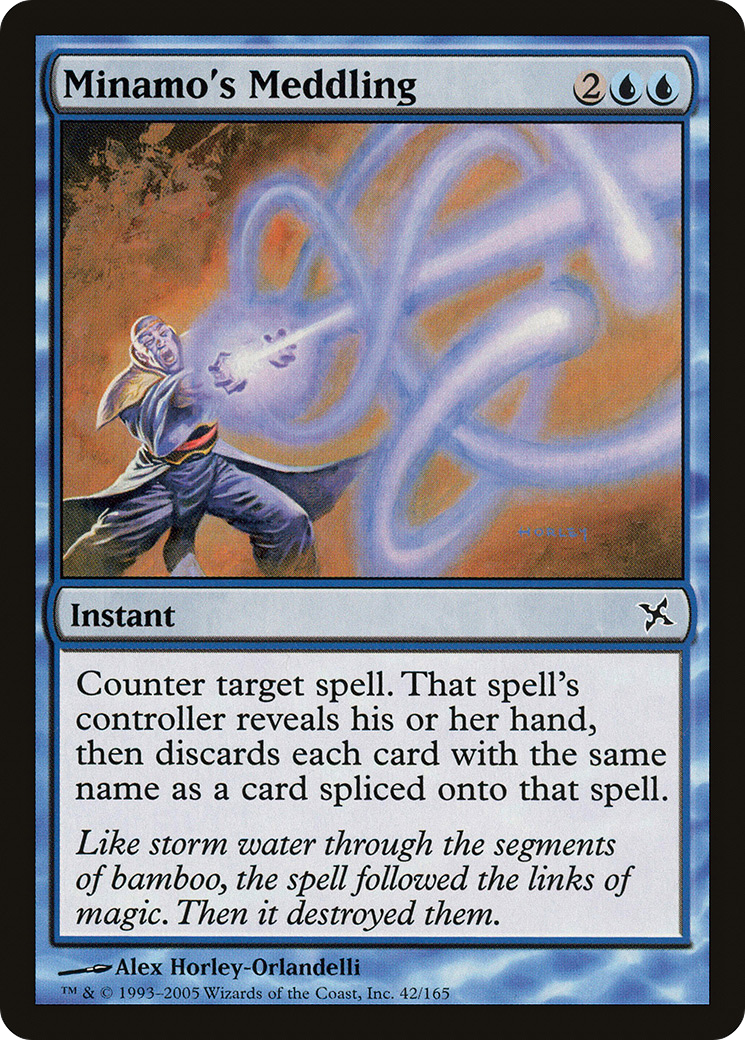 Minamo's Meddling 2
HORLEY
Instant
Counter target spell. That spell's
controller reveals his or her hand,
then discards each card with the same
name as a card spliced onto that spell.
Like storm water through the segments
of bamboo, the spell followed the links of
magic. Then it destroyed them.
Alex Horley-Orlandelli
™ & © 1993–2005 Wizards of the Coast, Inc. 42/165